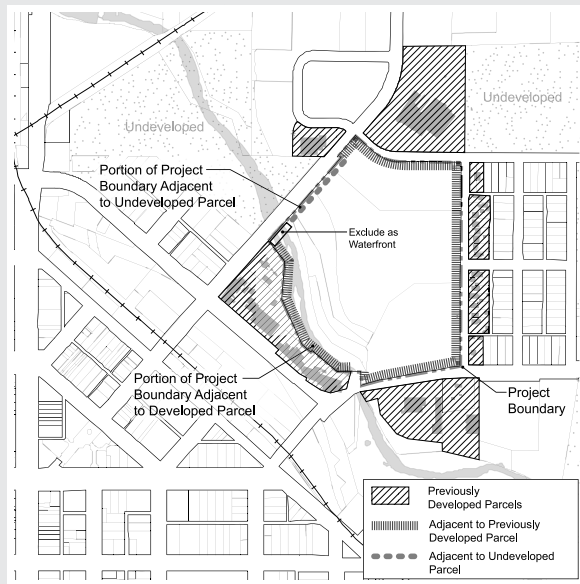 Undeveloped
Undeveloped
Portion of Project
Boundary Adjacent
to Undeveloped Parcel
Exclude as
Waterfront
Portion of Project
Boundary Adjacent
to Developed Parcel
Project
Boundary
Previously
Developed Parcels
Adjacent to Previously
Developed Parcel
Adjacent to Undeveloped
Parcel